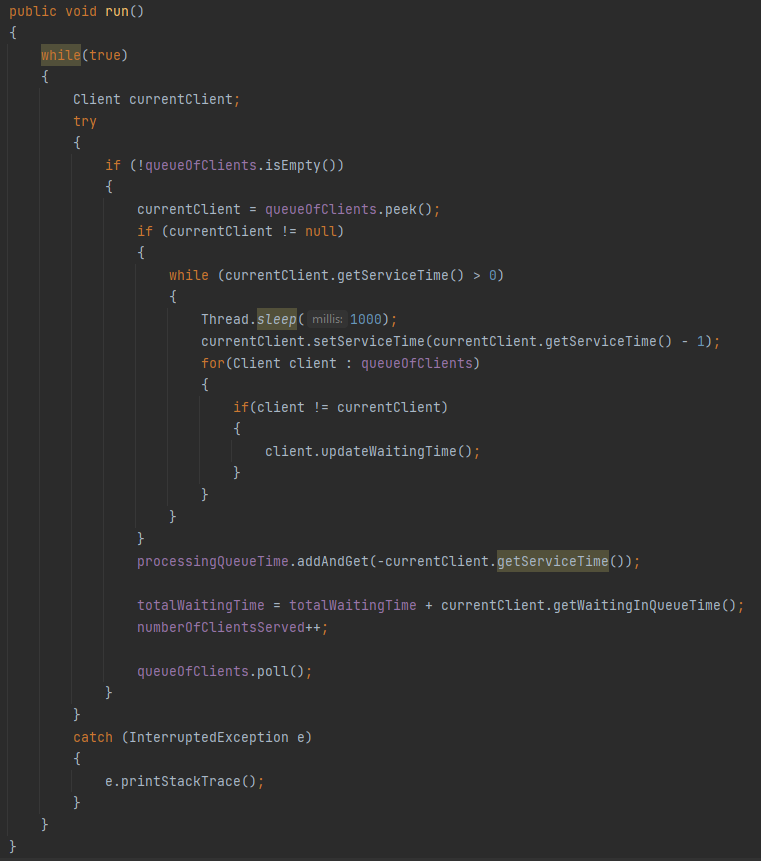 public void run()
{
    while(true)
    {
        Client currentClient;
        try
        {
            if (!queueOfClients.isEmpty())
            {
                currentClient = queueOfClients.peek();
                if (currentClient != null)
                {
                    while (currentClient.getServiceTime() > 0)
                    {
                        Thread.sleep( millis: 1000);
                        currentClient.setServiceTime(currentClient.getServiceTime() - 1);
                        for(Client client : queueOfClients)
                        {
                            if(client != currentClient)
                            {
                                client.updateWaitingTime();
                            }
                        }
                    }
                }
                processingQueueTime.addAndGet(-currentClient.getServiceTime());

                totalWaitingTime = totalWaitingTime + currentClient.getWaitingInQueueTime();
                numberOfClientsServed++;

                queueOfClients.poll();
            }
        }
        catch (InterruptedException e)
        {
            e.printStackTrace();
        }
    }
}